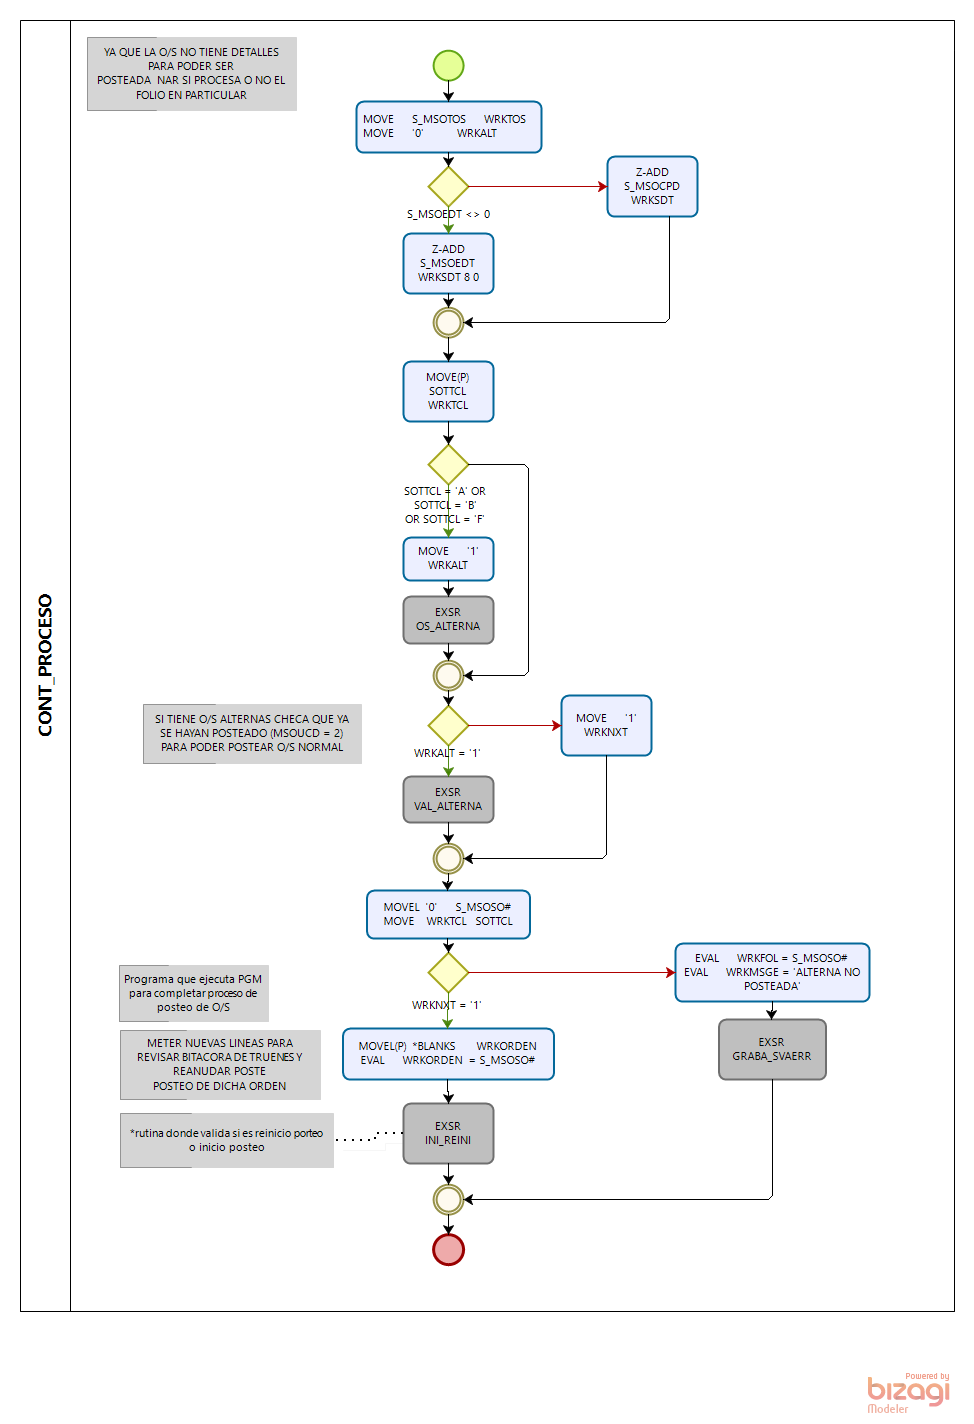 CONT_PROCESO
YA QUE LA O/S NO TIENE DETALLES
PARA PODER SER
POSTEADA  NAR SI PROCESA O NO EL
FOLIO EN PARTICULAR
MOVE S_MSOTOS WRKTOS
MOVE '0' WRKALT
Z-ADD
S_MSOCPD
WRKSDT
S_MSOEDT <> 0
Z-ADD
S_MSOEDT
WRKSDT 8 0
MOVE(P)
SOTTCL
WRKTCL
SOTTCL = 'A' OR
SOTTCL = 'B'
OR SOTTCL = 'F'
MOVE '1'
WRKALT
EXSR
OS_ALTERNA
SI TIENE O/S ALTERNAS CHECA QUE YA
SE HAYAN POSTEADO (MSOUCD = 2)
PARA PODER POSTEAR O/S NORMAL
MOVE '1'
WRKNXT
WRKALT = '1'
EXSR
VAL_ALTERNA
MOVEL '0' S_MSOSO#
MOVE WRKTCL SOTTCL
EVAL WRKFOL = S_MSOSO#
EVAL WRKMSGE = 'ALTERNA NO
POSTEADA'
Programa que ejecuta PGM
para completar proceso de
posteo de O/S
WRKNXT = '1'
EXSR
GRABA_SVAERR
METER NUEVAS LINEAS PARA
REVISAR BITACORA DE TRUENES Y
REANUDAR POSTE
POSTEO DE DICHA ORDEN
MOVEL(P) *BLANKS WRKORDEN
EVAL WRKORDEN = S_MSOSO#
*rutina donde valida si es reinicio porteo
o inicio posteo
EXSR
INI_REINI
Powered by
bizagi
Modeler